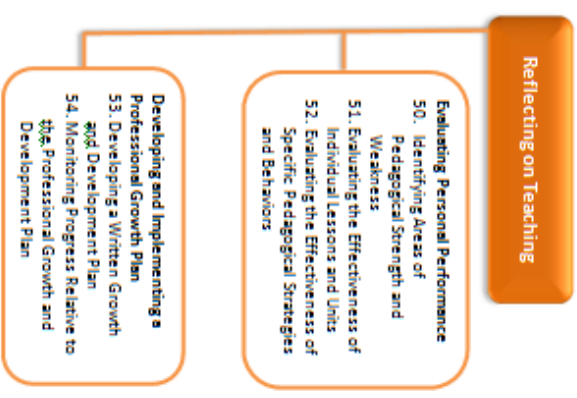 Reflecting on Teaching
Evaluating Personal Performance
50. Identifying Areas of
Pedagogical Strength and
Weakness
51. Evaluating the Effectiveness of
Individual Lessons and Units
52. Evaluating the Effectiveness of
Specific Pedagogical Strategies
and Behaviors
Developing and Implementing a
Professional Growth Plan
53. Developing a Written Growth
and Development Plan
54. Monitoring Progress Relative to
the Professional Growth and
Development Plan